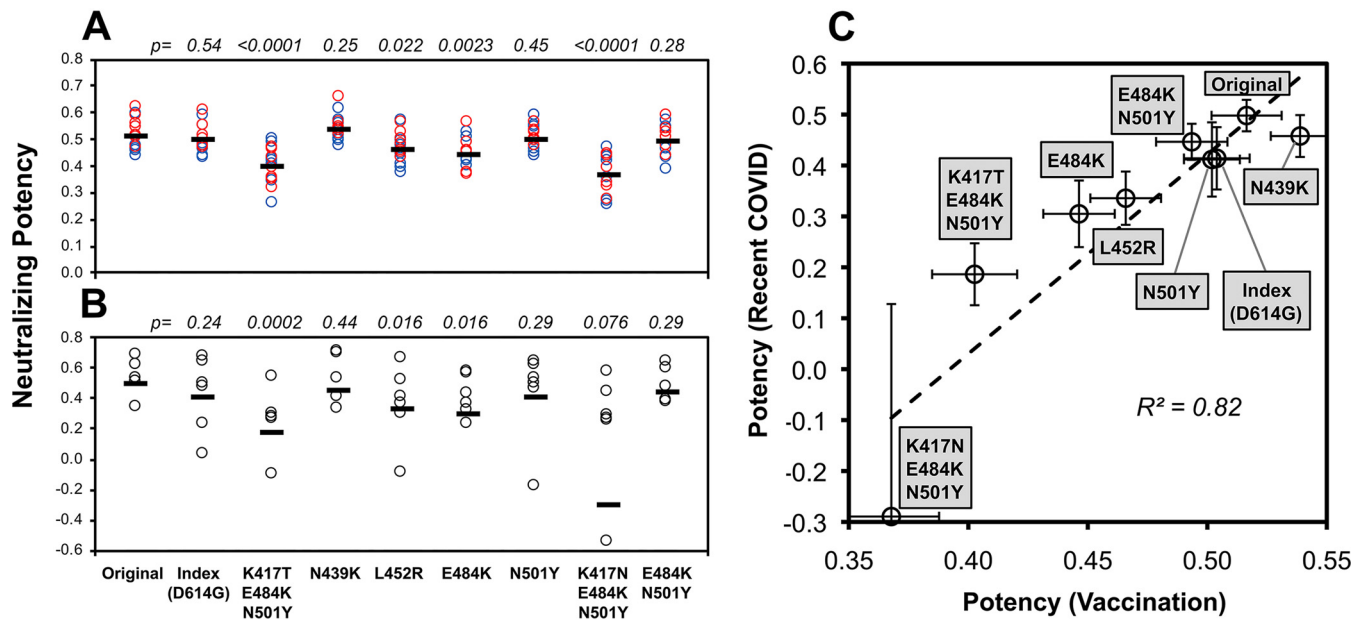 A
p= 0.54 <0.0001 0.25 0.022 0.0023 0.45 <0.0001 0.28
0.8
0.7
0.6
0.5
0.4
0.3
0.2
0.1
0.0
Neutralizing Potency
B
p= 0.24 0.0002 0.44 0.016 0.016 0.29 0.076 0.29
0.8
0.6
0.4
0.2
0.0
-0.2
-0.4
-0.6
Original Index K417T N439K L452R E484K N501Y K417N E484K
(D614G) E484K E484K N501Y
N501Y N501Y
C
0.6
0.5
0.4
0.3
0.2
0.1
0.0
-0.1
-0.2
-0.3
Potency (Recent COVID)
Original
E484K
N501Y
N439K
E484K
K417T
E484K
N501Y
L452R
N501Y
Index
(D614G)
R² = 0.82
K417N
E484K
N501Y
0.35 0.40 0.45 0.50 0.55
Potency (Vaccination)